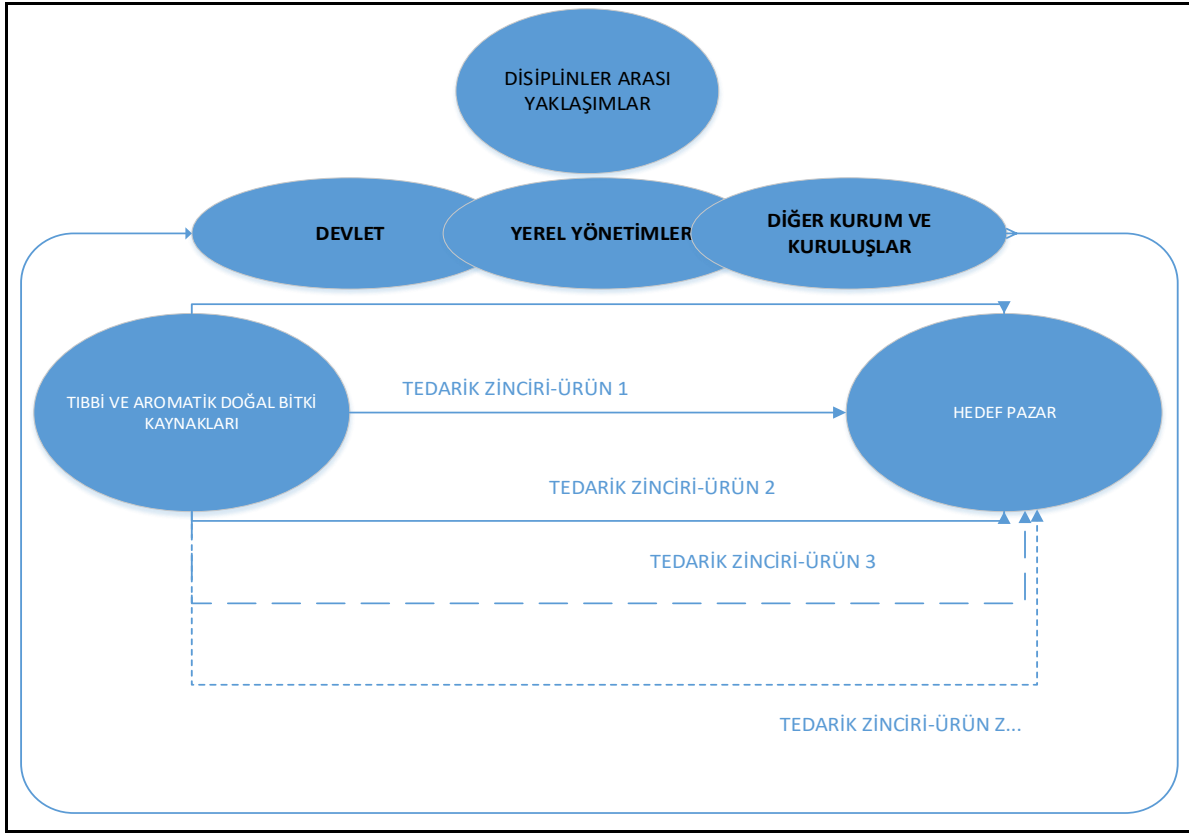 DİSİPLİNLER ARASI
YAKLAŞIMLAR
DEVLET
YEREL YÖNETİMLER
DİĞER KURUM VE
KURULUŞLAR
TEDARİK ZİNCİRİ-ÜRÜN 1
TIBBİ VE AROMATİK DOĞAL BİTKİ
KAYNAKLARI
HEDEF PAZAR
TEDARİK ZİNCİRİ-ÜRÜN 2
TEDARİK ZİNCİRİ-ÜRÜN 3
TEDARİK ZİNCİRİ-ÜRÜN Z...